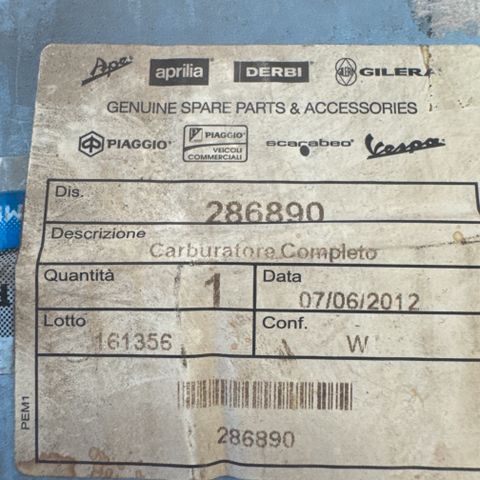 Ape aprilia DERBI GILERA
GENUINE SPARE PARTS & ACCESSORIES
PIAGGIO PIAGGIO VEICOLI COMMERCIALI scarabeo Vespa
Dis.
286890
Descrizione
Carburatore Completo
Quantità 1 Data 07/06/2012
Lotto 161356 Conf. W
286890
PEM1